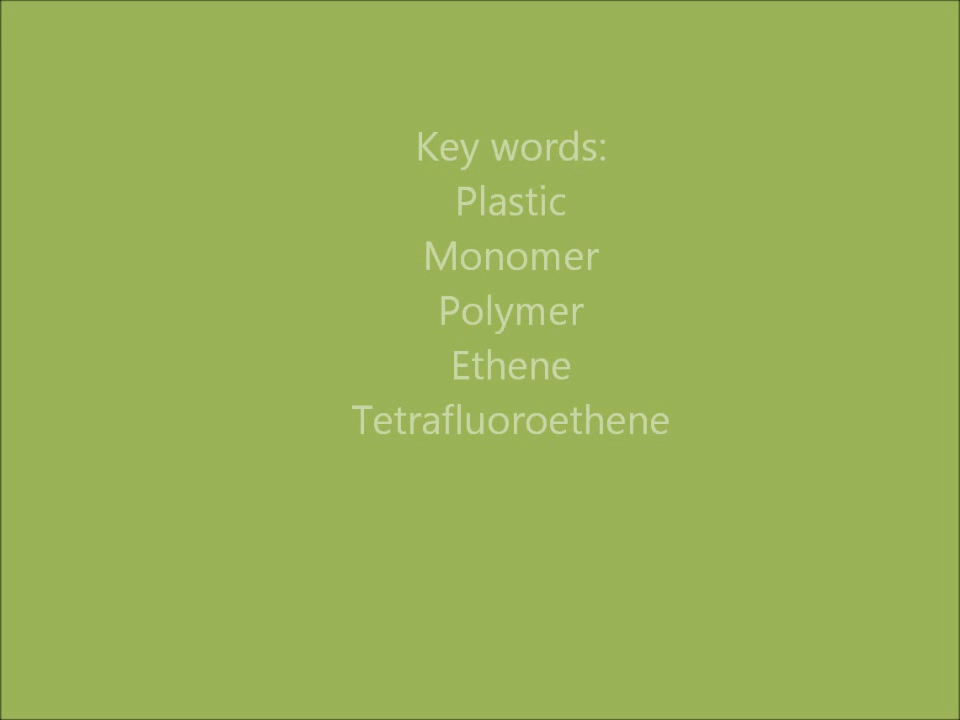 Key words:
Plastic
Monomer
Polymer
Ethene
Tetrafluoroethene